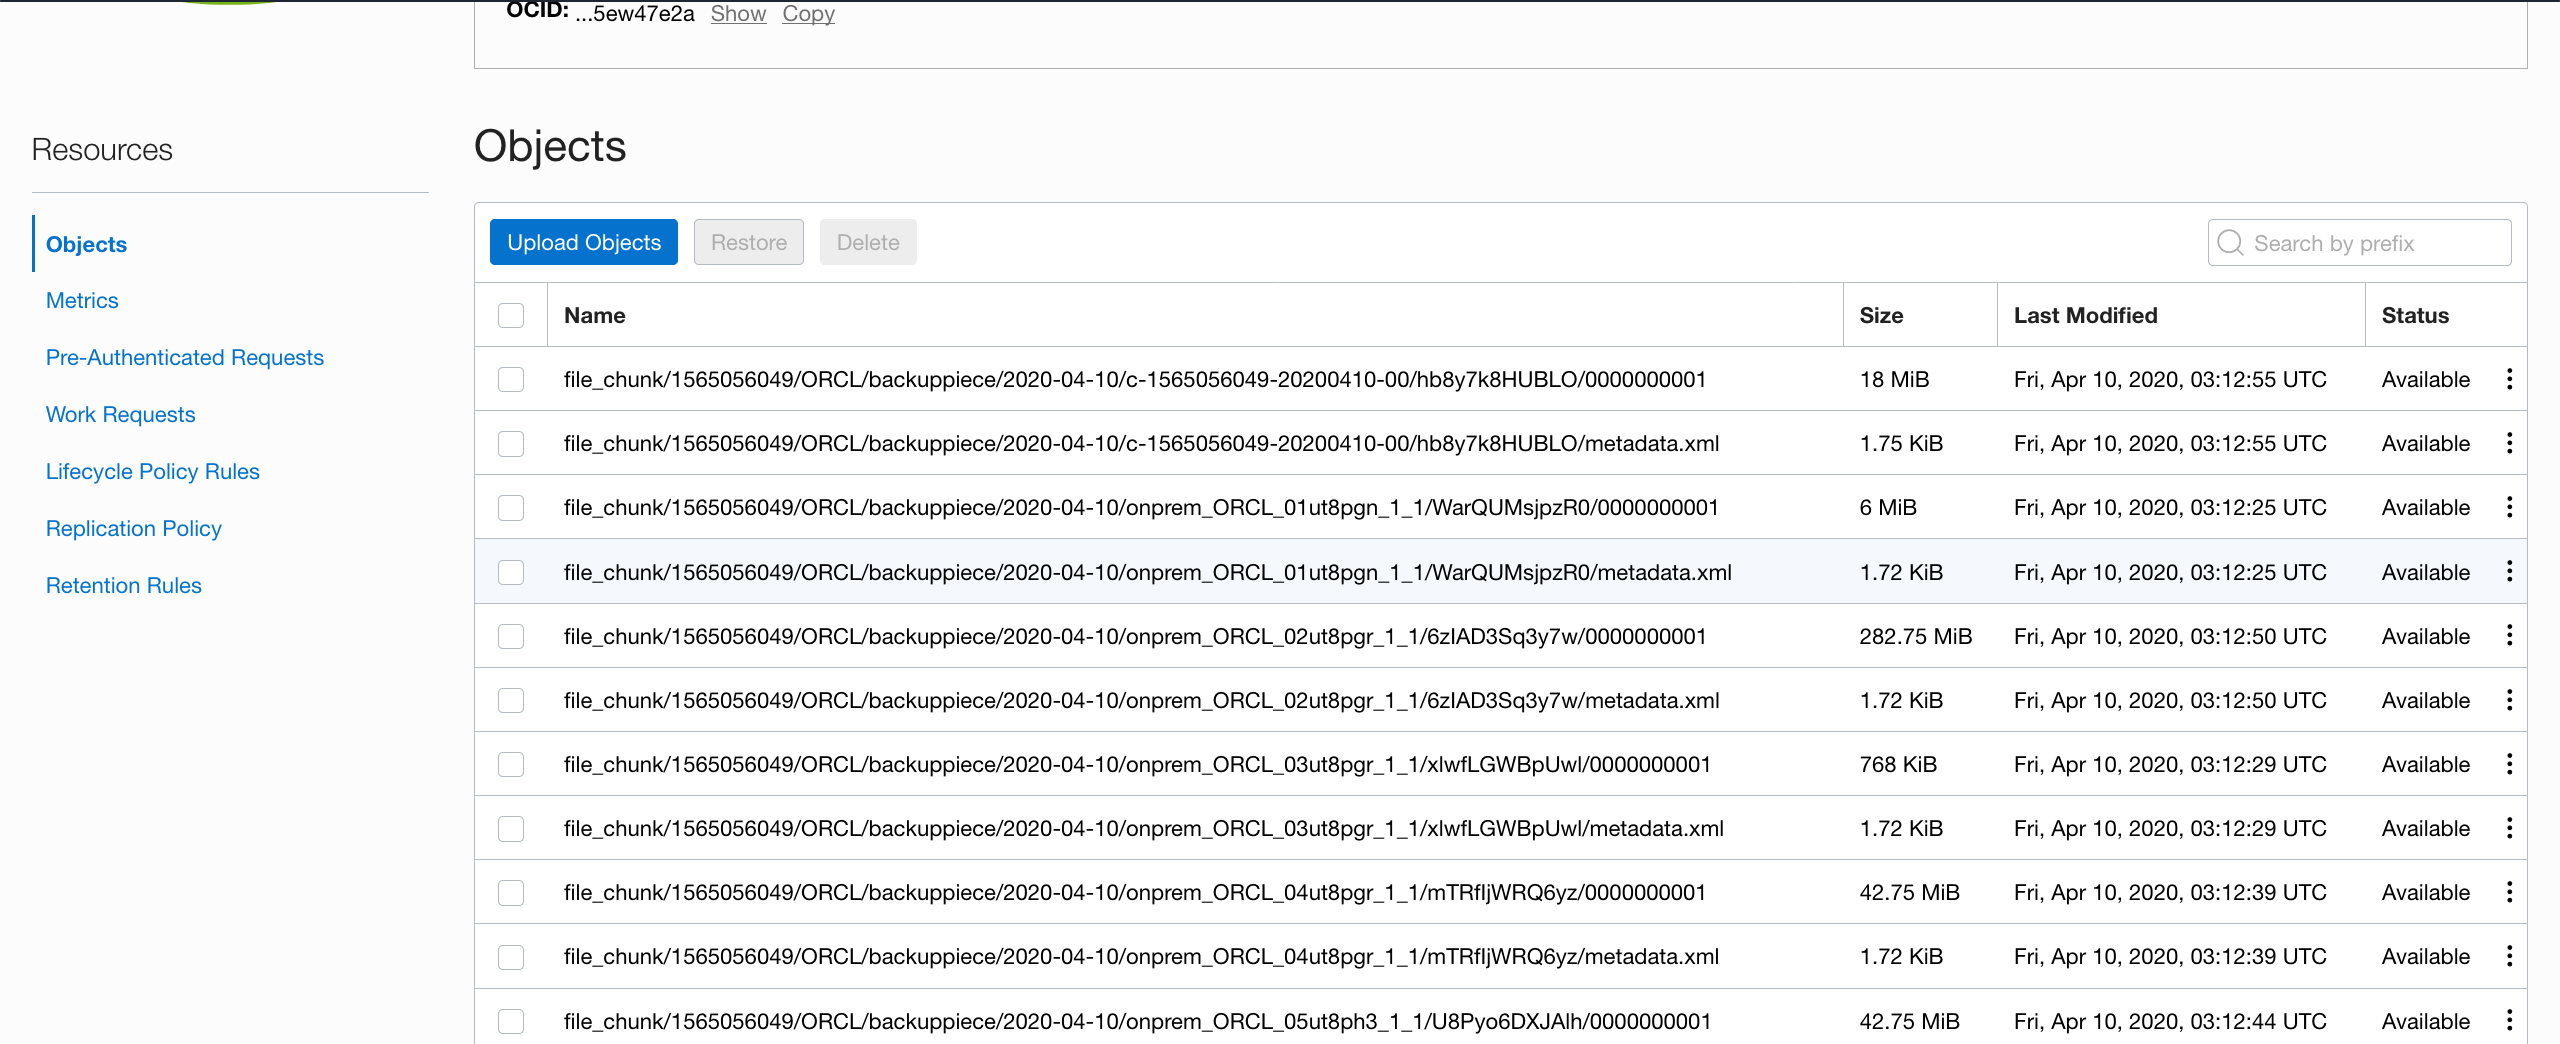 OCID: ...5ew47e2a Show Copy
Resources
Objects
Metrics
Pre-Authenticated Requests
Work Requests
Lifecycle Policy Rules
Replication Policy
Retention Rules
Objects
Upload Objects Restore Delete Search by prefix
Name Size Last Modified Status
file_chunk/1565056049/ORCL/backuppiece/2020-04-10/c-1565056049-20200410-00/hb8y7k8HUBLO/0000000001 18 MiB Fri, Apr 10, 2020, 03:12:55 UTC Available
file_chunk/1565056049/ORCL/backuppiece/2020-04-10/c-1565056049-20200410-00/hb8y7k8HUBLO/metadata.xml 1.75 KiB Fri, Apr 10, 2020, 03:12:55 UTC Available
file_chunk/1565056049/ORCL/backuppiece/2020-04-10/onprem_ORCL_01ut8pgn_1_1/WarQUMsjpzR0/0000000001 6 MiB Fri, Apr 10, 2020, 03:12:25 UTC Available
file_chunk/1565056049/ORCL/backuppiece/2020-04-10/onprem_ORCL_01ut8pgn_1_1/WarQUMsjpzR0/metadata.xml 1.72 KiB Fri, Apr 10, 2020, 03:12:25 UTC Available
file_chunk/1565056049/ORCL/backuppiece/2020-04-10/onprem_ORCL_02ut8pgr_1_1/6zIAD3Sq3y7w/0000000001 282.75 MiB Fri, Apr 10, 2020, 03:12:50 UTC Available
file_chunk/1565056049/ORCL/backuppiece/2020-04-10/onprem_ORCL_02ut8pgr_1_1/6zIAD3Sq3y7w/metadata.xml 1.72 KiB Fri, Apr 10, 2020, 03:12:50 UTC Available
file_chunk/1565056049/ORCL/backuppiece/2020-04-10/onprem_ORCL_03ut8pgr_1_1/xlwfLGWBpUwl/0000000001 768 KiB Fri, Apr 10, 2020, 03:12:29 UTC Available
file_chunk/1565056049/ORCL/backuppiece/2020-04-10/onprem_ORCL_03ut8pgr_1_1/xlwfLGWBpUwl/metadata.xml 1.72 KiB Fri, Apr 10, 2020, 03:12:29 UTC Available
file_chunk/1565056049/ORCL/backuppiece/2020-04-10/onprem_ORCL_04ut8pgr_1_1/mTRfIjWRQ6yz/0000000001 42.75 MiB Fri, Apr 10, 2020, 03:12:39 UTC Available
file_chunk/1565056049/ORCL/backuppiece/2020-04-10/onprem_ORCL_04ut8pgr_1_1/mTRfIjWRQ6yz/metadata.xml 1.72 KiB Fri, Apr 10, 2020, 03:12:39 UTC Available
file_chunk/1565056049/ORCL/backuppiece/2020-04-10/onprem_ORCL_05ut8ph3_1_1/U8Pyo6DXJAlh/0000000001 42.75 MiB Fri, Apr 10, 2020, 03:12:44 UTC Available